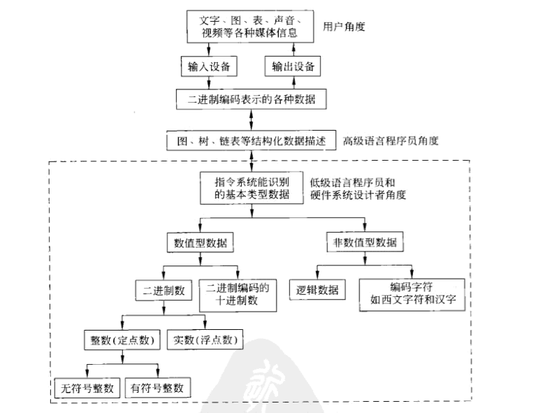 文字、图、表、声音、
视频等各种媒体信息
用户角度
输入设备
输出设备
二进制编码表示的各种数据
图、树、链表等结构化数据描述
高级语言程序员角度
指令系统能识别
的基本类型数据
低级语言程序员和
硬件系统设计者角度
数值型数据
非数值型数据
二进制数
二进制编码的
十进制数
逻辑数据
编码字符
如西文字符和汉字
整数(定点数)
实数(浮点数)
无符号整数
有符号整数